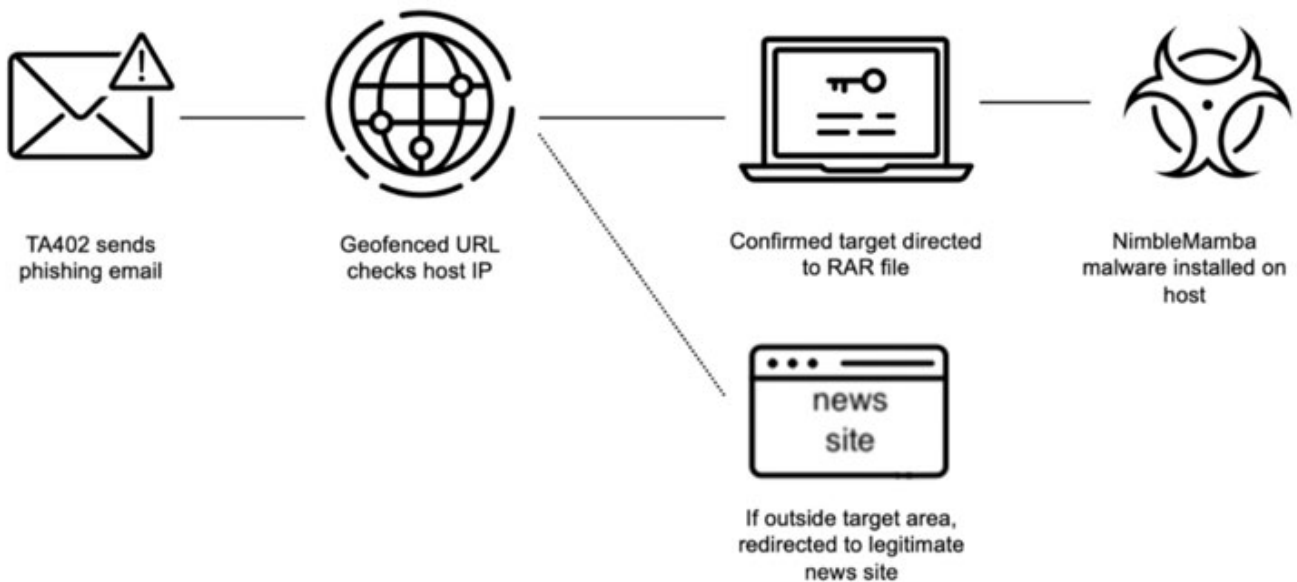 TA402 sends
phishing email
Geofenced URL
checks host IP
Confirmed target directed
to RAR file
NimbleMamba
malware installed on
host
news
site
If outside target area,
redirected to legitimate
news site